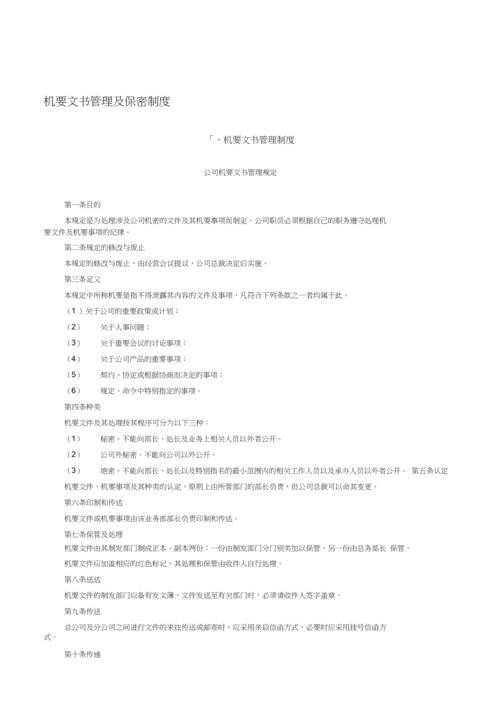 机要文书管理及保密制度
「、机要文书管理制度
公司机要文书管理规定
第一条目的
本规定是为处理涉及公司机密的文件及其机要事项而制定，公司职员必须根据自己的职务遵守处理机
要文件及机要事项的纪律。
第二条规定的修改与废止
本规定的修改与废止，由经营会议提议，公司总裁决定后实施。
第三条定义
本规定中所称机要是指不得泄露其内容的文件及事项，凡符合下列条款之一者均属于此。
（1 ）关于公司的重要政策或计划；
（2） 关于人事问题；
（3） 关于重要会议的讨论事项；
（4） 关于公司产品的重要事项；
（5） 契约、协定或根据协商而决定的事项；
（6） 规定、命令中特别指定的事项。
第四条种类
机要文件及其处理按其程序可分为以下三种：
（1） 秘密。不能向部长、处长及业务上相关人员以外者公开。
（2） 公司外秘密。不能向公司以外公开。
（3） 绝密。不能向部长、处长以及特别指名的最小范围内的相关工作人员以及承办人员以外者公开。 第五条认定
机要文件、机要事项及其种类的认定，原则上由所管部门的部长负责，但公司总裁可以命其变更。
第六条印制和传达
机要文件或机要事项由该业务部部长负责印制和传达。
第七条保管及处理
机要文件由其制发部门制成正本、副本两份；一份由制发部门分门别类加以保管，另一份由总务部长 保管。
机要文件应加盖相应的红色标记，其处理和保管由收件人自行处理。
第八条送达
机要文件的制发部门应备有发文簿，文件发送至有关部门时，必须请收件人签字盖章。
第九条传送
总公司及分公司之间进行文件的来往传送或邮寄时，应采用亲启信函方式，必要时应采用挂号信函方
式。
第十条传递